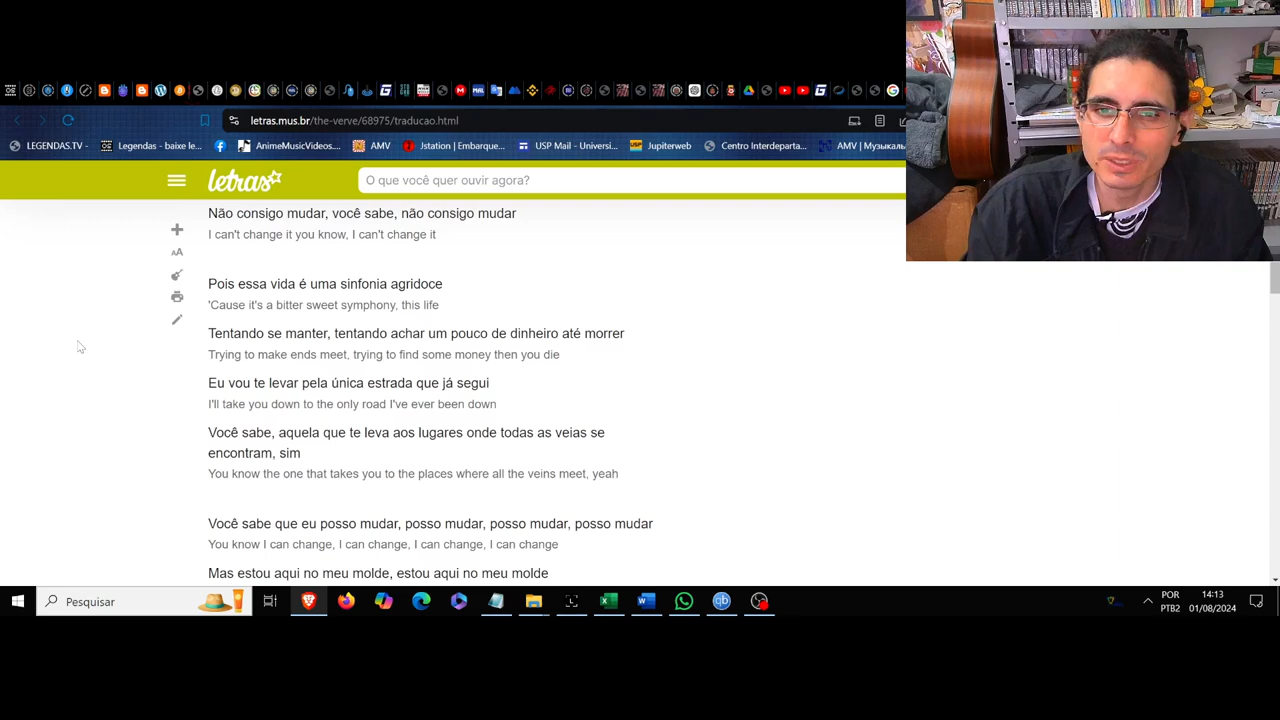 letras.mus.br/the-verve/68975/traducao.html
LEGENDAS.TV - Legendas - baixe le... AnimeMusicVideos... AMV Jstation | Embarque... USP Mail - Universi... Jupiterweb Centro Interdeparta... AMV | Музыкаль
letras O que você quer ouvir agora?
Não consigo mudar, você sabe, não consigo mudar
I can't change it you know, I can't change it
AA
Pois essa vida é uma sinfonia agridoce
'Cause it's a bitter sweet symphony, this life
Tentando se manter, tentando achar um pouco de dinheiro até morrer
Trying to make ends meet, trying to find some money then you die
Eu vou te levar pela única estrada que já segui
I'll take you down to the only road I've ever been down
Você sabe, aquela que te leva aos lugares onde todas as veias se
encontram, sim
You know the one that takes you to the places where all the veins meet, yeah
Você sabe que eu posso mudar, posso mudar, posso mudar, posso mudar
You know I can change, I can change, I can change, I can change
Mas estou aqui no meu molde, estou aqui no meu molde
Pesquisar
POR
PTB2
14:13
01/08/2024